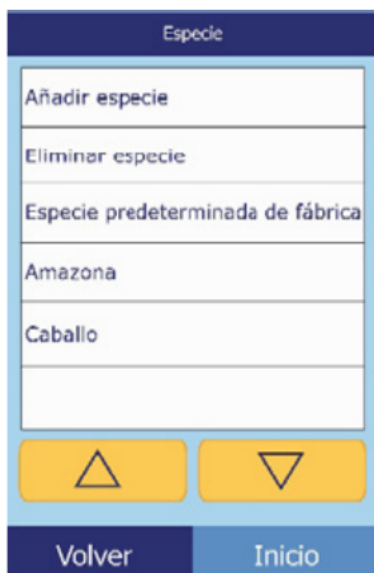 Especie
Añadir especie
Eliminar especie
Especie predeterminada de fábrica
Amazona
Caballo
Volver
Inicio